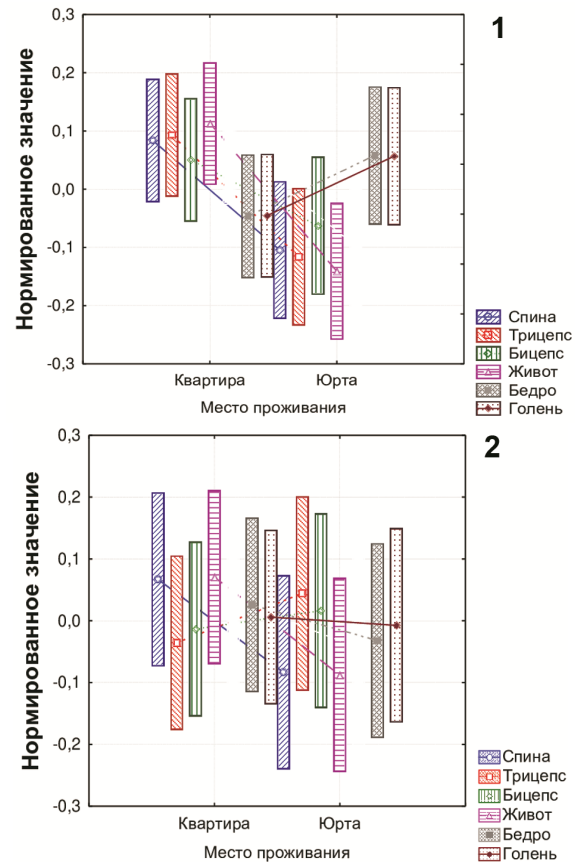 1
Нормированное значение
0,3
0,2
0,1
0,0
-0,1
-0,2
-0,3
Квартира Юрта
Место проживания
Спина
Трицепс
Бицепс
Живот
Бедро
Голень
2
Нормированное значение
0,3
0,2
0,1
0,0
-0,1
-0,2
-0,3
Квартира Юрта
Место проживания
Спина
Трицепс
Бицепс
Живот
Бедро
Голень